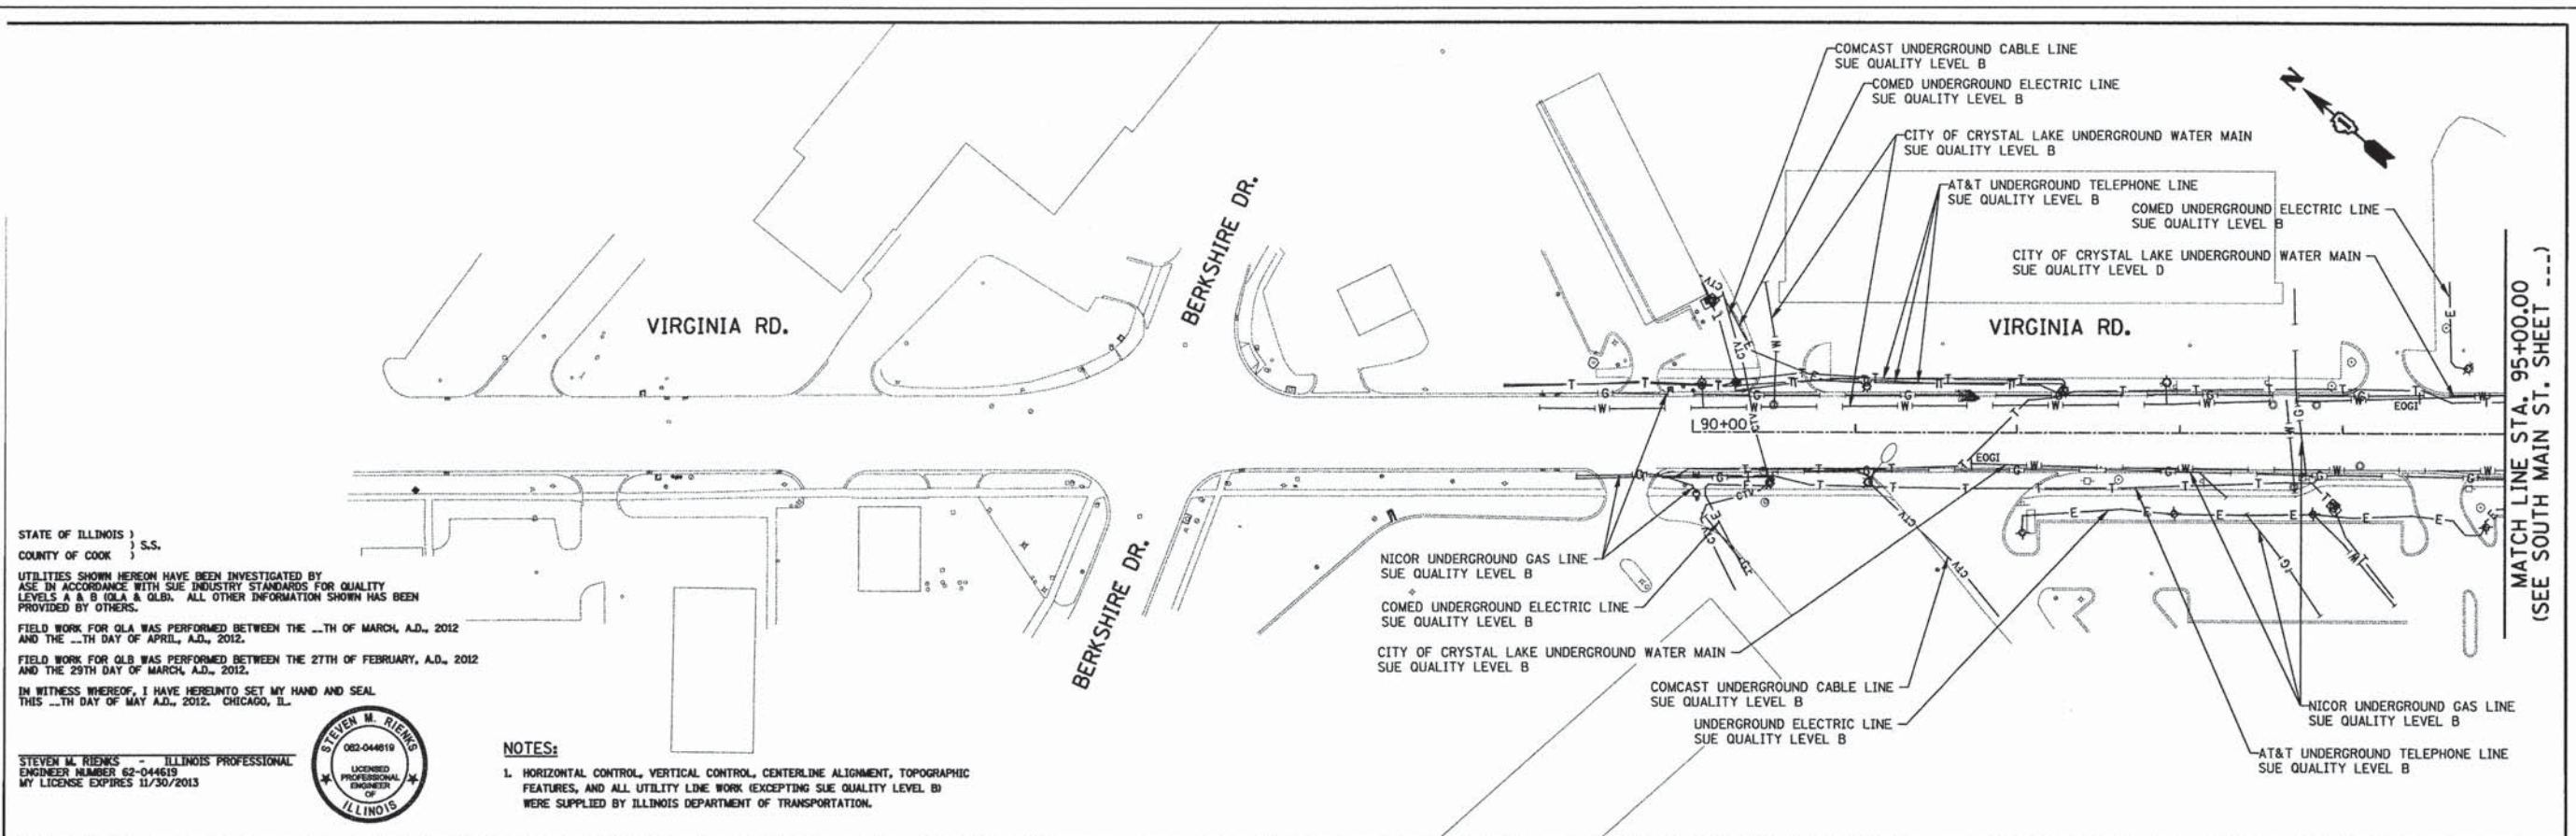 COMCAST UNDERGROUND CABLE LINE
SUE QUALITY LEVEL B
COMED UNDERGROUND ELECTRIC LINE
SUE QUALITY LEVEL B
CITY OF CRYSTAL LAKE UNDERGROUND WATER MAIN
SUE QUALITY LEVEL B
AT&T UNDERGROUND TELEPHONE LINE
SUE QUALITY LEVEL B
COMED UNDERGROUND ELECTRIC LINE
SUE QUALITY LEVEL B
CITY OF CRYSTAL LAKE UNDERGROUND WATER MAIN
SUE QUALITY LEVEL D
N
BERKSHIRE DR.
VIRGINIA RD.
VIRGINIA RD.
MATCH LINE STA. 95+00.00
(SEE SOUTH MAIN ST. SHEET ---)
90+00
EOGI
EOGI
BERKSHIRE DR.
NICOR UNDERGROUND GAS LINE
SUE QUALITY LEVEL B
COMED UNDERGROUND ELECTRIC LINE
SUE QUALITY LEVEL B
CITY OF CRYSTAL LAKE UNDERGROUND WATER MAIN
SUE QUALITY LEVEL B
COMCAST UNDERGROUND CABLE LINE
SUE QUALITY LEVEL B
UNDERGROUND ELECTRIC LINE
SUE QUALITY LEVEL B
NICOR UNDERGROUND GAS LINE
SUE QUALITY LEVEL B
AT&T UNDERGROUND TELEPHONE LINE
SUE QUALITY LEVEL B
STATE OF ILLINOIS )
) S.S.
COUNTY OF COOK )
UTILITIES SHOWN HEREON HAVE BEEN INVESTIGATED BY
ASE IN ACCORDANCE WITH SUE INDUSTRY STANDARDS FOR QUALITY
LEVELS A & B (QLA & QLB). ALL OTHER INFORMATION SHOWN HAS BEEN
PROVIDED BY OTHERS.
FIELD WORK FOR QLA WAS PERFORMED BETWEEN THE __TH OF MARCH, A.D., 2012
AND THE __TH DAY OF APRIL, A.D., 2012.
FIELD WORK FOR QLB WAS PERFORMED BETWEEN THE 27TH OF FEBRUARY, A.D., 2012
AND THE 29TH DAY OF MARCH, A.D., 2012.
IN WITNESS WHEREOF, I HAVE HEREUNTO SET MY HAND AND SEAL
THIS __TH DAY OF MAY A.D., 2012. CHICAGO, IL.
STEVEN M. RIENKS - ILLINOIS PROFESSIONAL
ENGINEER NUMBER 62-044619
MY LICENSE EXPIRES 11/30/2013
STEVEN M. RIENKS
062-044619
LICENSED
PROFESSIONAL
ENGINEER
OF
ILLINOIS
NOTES:
1. HORIZONTAL CONTROL, VERTICAL CONTROL, CENTERLINE ALIGNMENT, TOPOGRAPHIC
FEATURES, AND ALL UTILITY LINE WORK (EXCEPTING SUE QUALITY LEVEL B)
WERE SUPPLIED BY ILLINOIS DEPARTMENT OF TRANSPORTATION.